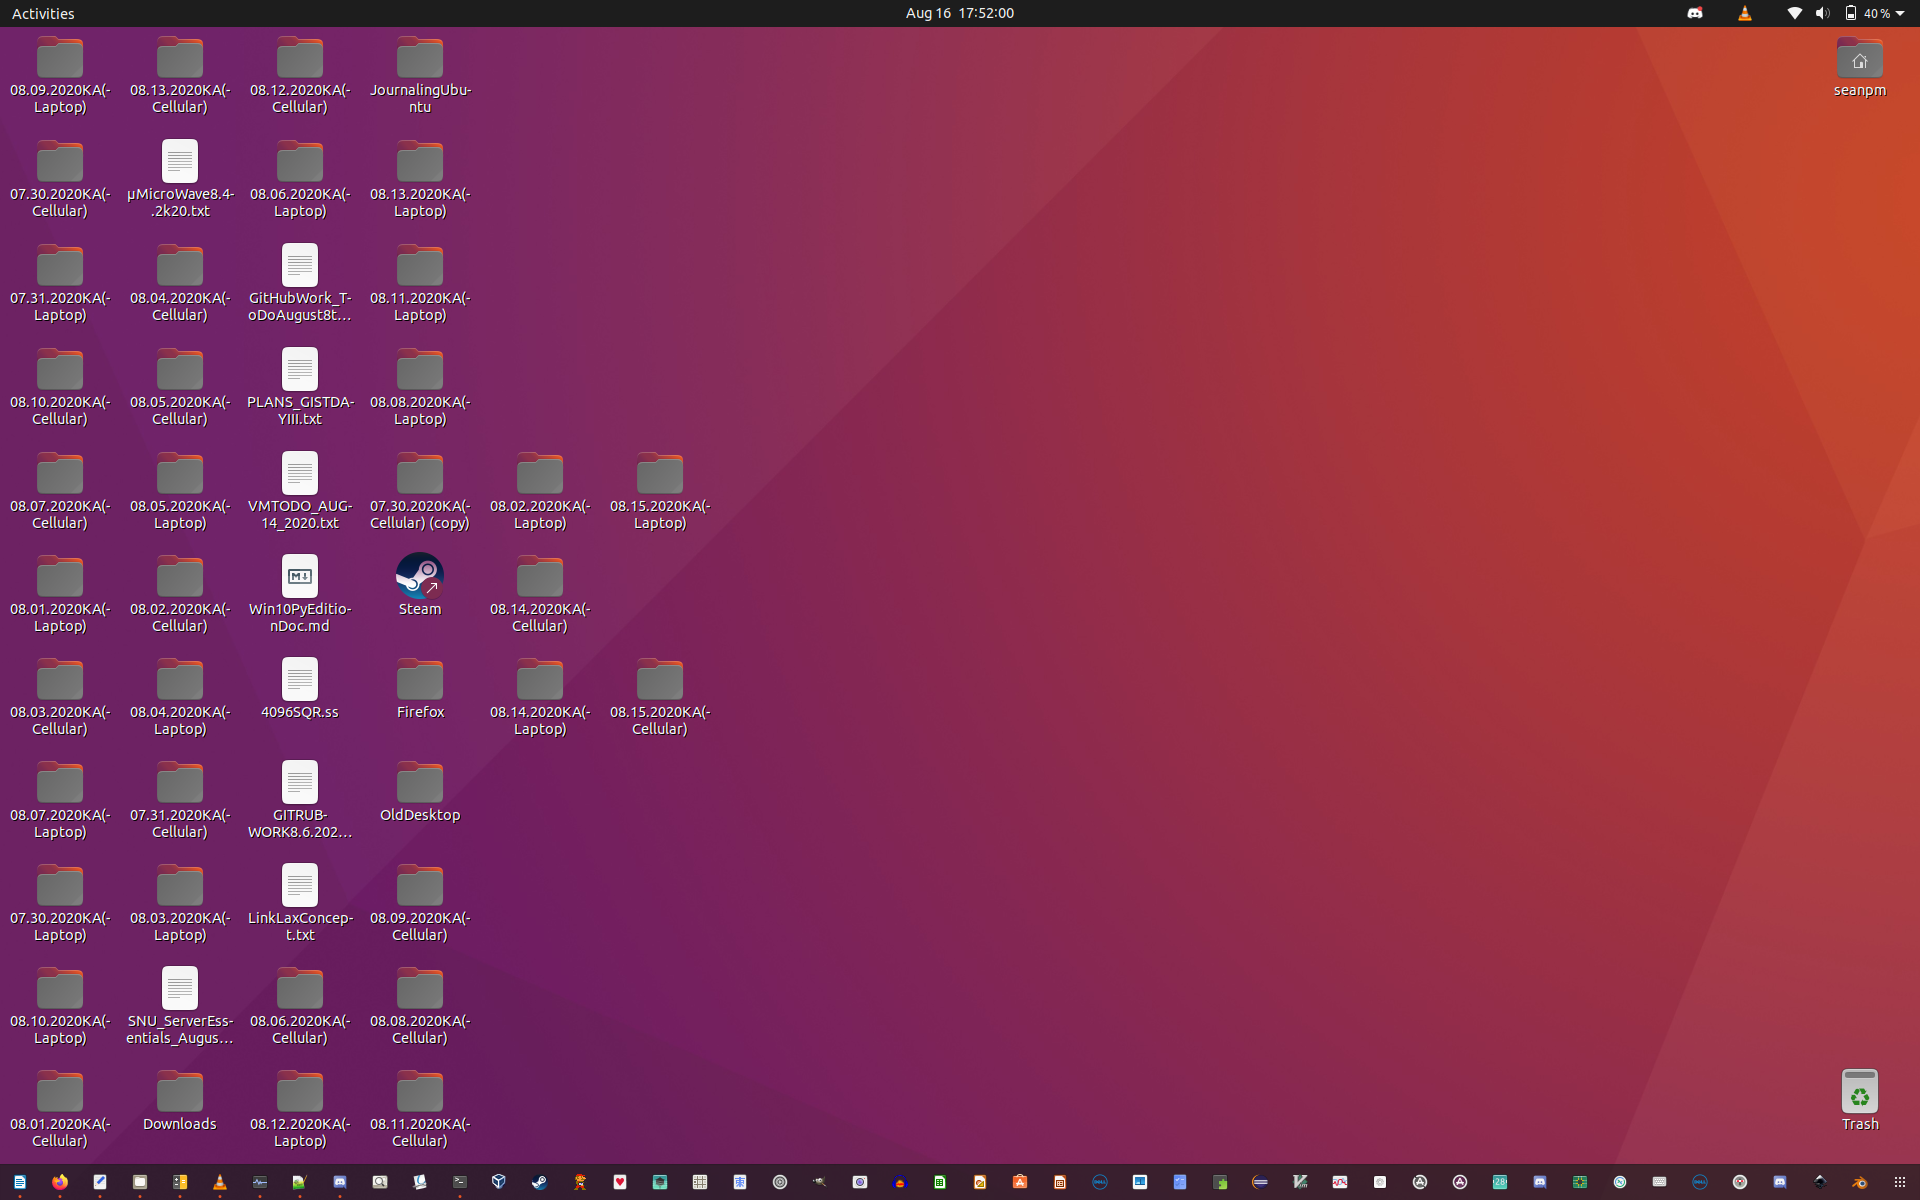 Activities
Aug 16 17:52:00
40 %
08.09.2020KA(-
Laptop)
08.13.2020KA(-
Cellular)
08.12.2020KA(-
Cellular)
JournalingUbu-
ntu
seanpm
07.30.2020KA(-
Cellular)
µMicroWave8.4-
.2k20.txt
08.06.2020KA(-
Laptop)
08.13.2020KA(-
Laptop)
07.31.2020KA(-
Laptop)
08.04.2020KA(-
Cellular)
GitHubWork_T-
oDoAugust8t...
08.11.2020KA(-
Laptop)
08.10.2020KA(-
Cellular)
08.05.2020KA(-
Cellular)
PLANS_GISTDA-
YIII.txt
08.08.2020KA(-
Laptop)
08.07.2020KA(-
Cellular)
08.05.2020KA(-
Laptop)
VMTODO_AUG-
14_2020.txt
07.30.2020KA(-
Cellular) (copy)
08.02.2020KA(-
Laptop)
08.15.2020KA(-
Laptop)
08.01.2020KA(-
Laptop)
08.02.2020KA(-
Cellular)
Win10PyEditio-
nDoc.md
Steam
08.14.2020KA(-
Cellular)
08.03.2020KA(-
Cellular)
08.04.2020KA(-
Laptop)
4096SQR.ss
Firefox
08.14.2020KA(-
Laptop)
08.15.2020KA(-
Cellular)
08.07.2020KA(-
Laptop)
07.31.2020KA(-
Cellular)
GITRUB-
WORK8.6.202...
OldDesktop
07.30.2020KA(-
Laptop)
08.03.2020KA(-
Laptop)
LinkLaxConcep-
t.txt
08.09.2020KA(-
Cellular)
08.10.2020KA(-
Laptop)
SNU_ServerEss-
entials_Augus...
08.06.2020KA(-
Cellular)
08.08.2020KA(-
Cellular)
08.01.2020KA(-
Cellular)
Downloads
08.12.2020KA(-
Laptop)
08.11.2020KA(-
Cellular)
Trash